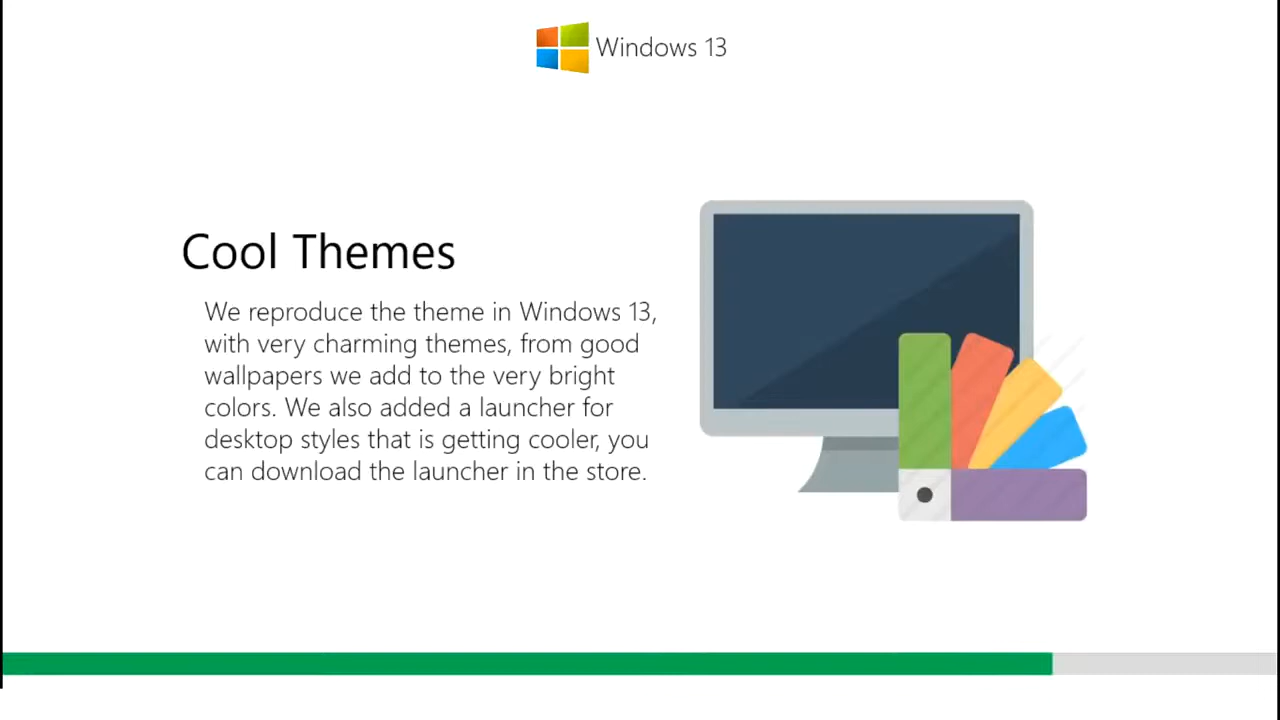 Windows 13
Cool Themes
We reproduce the theme in Windows 13,
with very charming themes, from good
wallpapers we add to the very bright
colors. We also added a launcher for
desktop styles that is getting cooler, you
can download the launcher in the store.